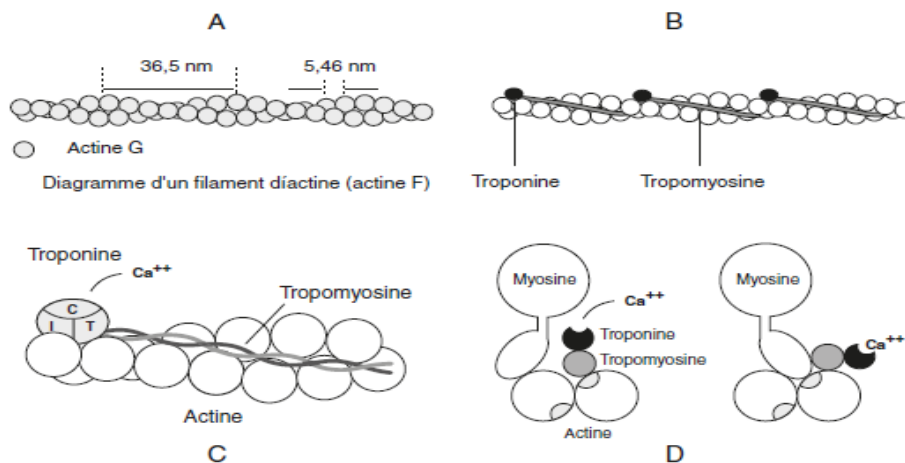 A
36,5 nm
5,46 nm
Actine G
Diagramme d'un filament díactine (actine F)
B
Troponine
Tropomyosine
Troponine
Ca++
Tropomyosine
C
I
T
Actine
C
Myosine
Ca++
Troponine
Tropomyosine
Actine
Myosine
Ca++
D